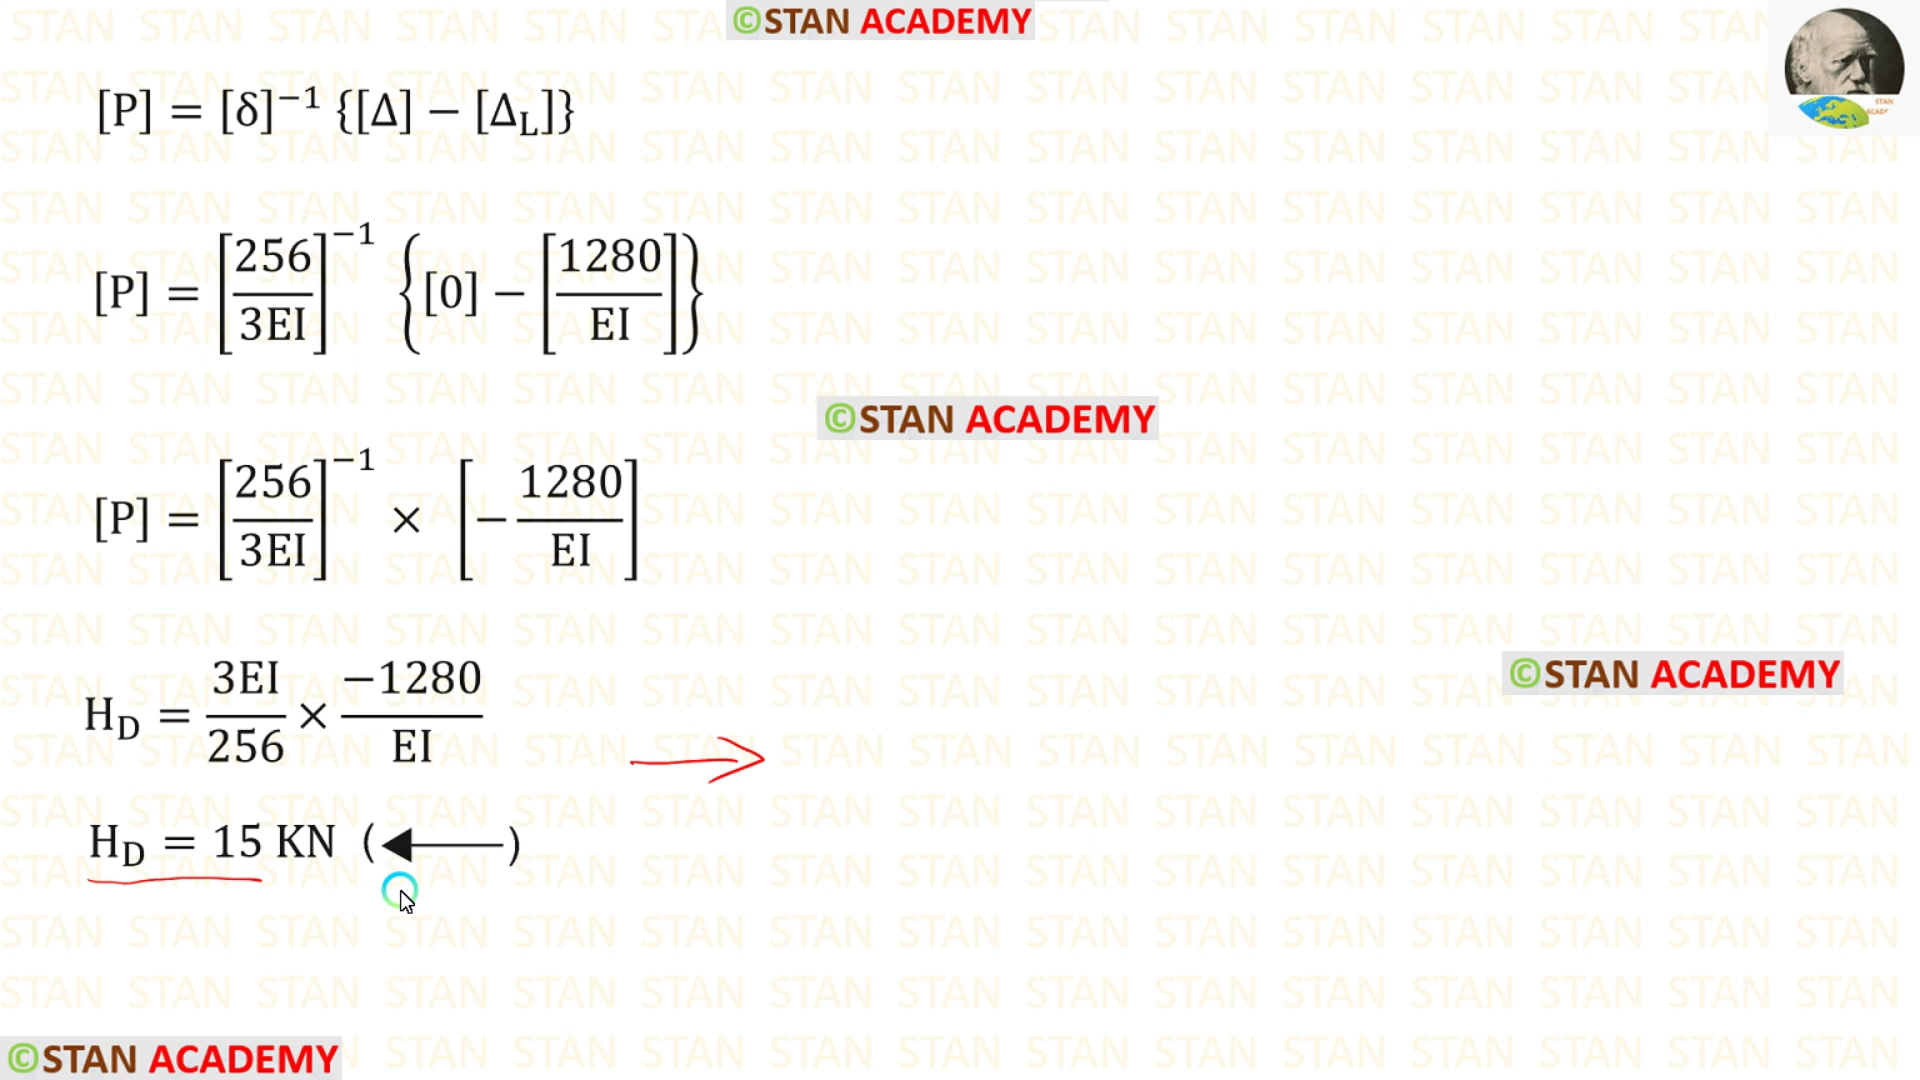 ©STAN ACADEMY
[P] = [δ]⁻¹ {[Δ] − [Δ_L]}
[P] = [256/3EI]⁻¹ {[0] − [1280/EI]}
©STAN ACADEMY
[P] = [256/3EI]⁻¹ × [− 1280/EI]
H_D = 3EI/256 × −1280/EI
©STAN ACADEMY
H_D = 15 KN (←)
©STAN ACADEMY